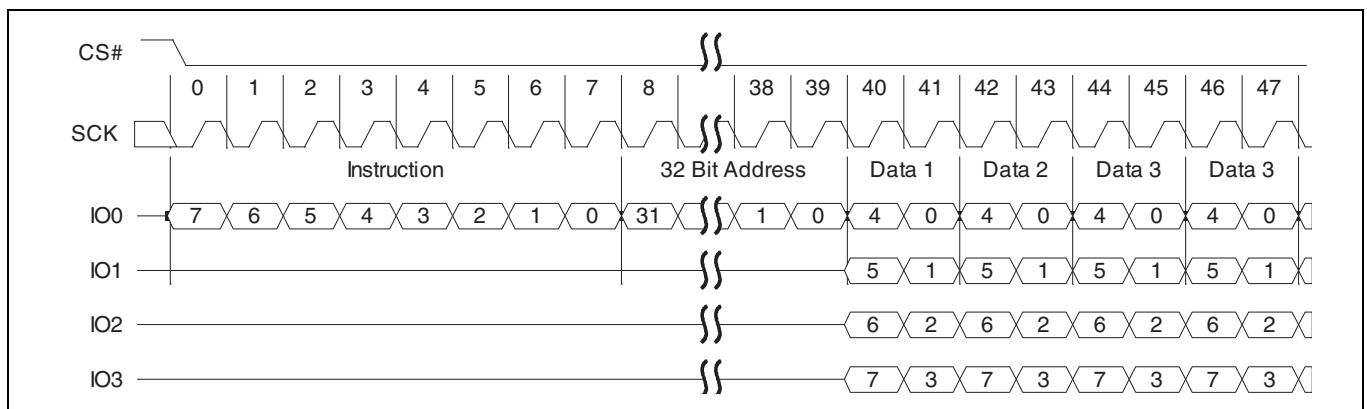 CS#
0 1 2 3 4 5 6 7 8 38 39 40 41 42 43 44 45 46 47
SCK
Instruction 32 Bit Address Data 1 Data 2 Data 3 Data 3
IO0 7 6 5 4 3 2 1 0 31 1 0 4 0 4 0 4 0 4 0
IO1 5 1 5 1 5 1 5 1
IO2 6 2 6 2 6 2 6 2
IO3 7 3 7 3 7 3 7 3